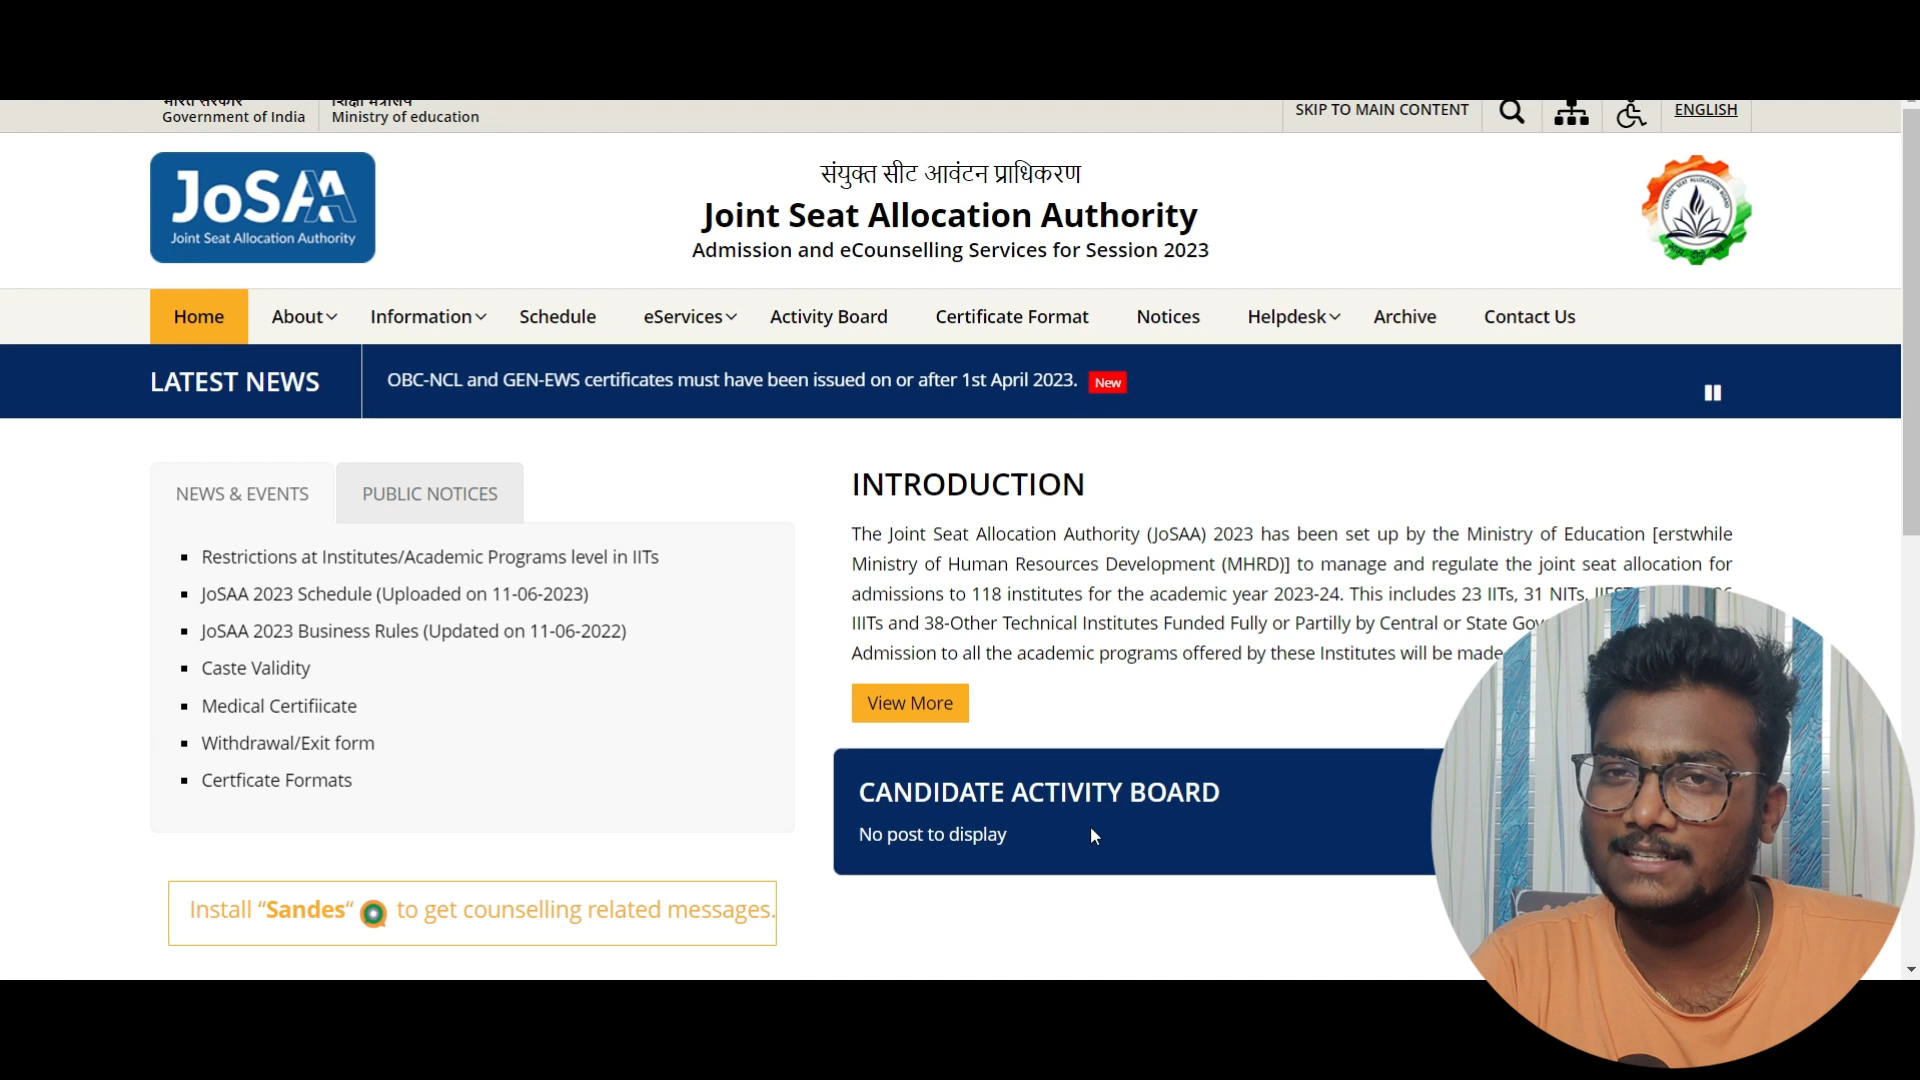 भारत सरकार
Government of India
शिक्षा मंत्रालय
Ministry of education
SKIP TO MAIN CONTENT
ENGLISH
JoSAA
Joint Seat Allocation Authority
संयुक्त सीट आवंटन प्राधिकरण
Joint Seat Allocation Authority
Admission and eCounselling Services for Session 2023
CENTRAL SEAT ALLOCATION BOARD
Home
About
Information
Schedule
eServices
Activity Board
Certificate Format
Notices
Helpdesk
Archive
Contact Us
LATEST NEWS
OBC-NCL and GEN-EWS certificates must have been issued on or after 1st April 2023.
New
NEWS & EVENTS
PUBLIC NOTICES
Restrictions at Institutes/Academic Programs level in IITs
JoSAA 2023 Schedule (Uploaded on 11-06-2023)
JoSAA 2023 Business Rules (Updated on 11-06-2022)
Caste Validity
Medical Certifiicate
Withdrawal/Exit form
Certficate Formats
Install “Sandes“ to get counselling related messages.
INTRODUCTION
The Joint Seat Allocation Authority (JoSAA) 2023 has been set up by the Ministry of Education [erstwhile
Ministry of Human Resources Development (MHRD)] to manage and regulate the joint seat allocation for
admissions to 118 institutes for the academic year 2023-24. This includes 23 IITs, 31 NITs,
IIITs and 38-Other Technical Institutes Funded Fully or Partilly by Central or State
Admission to all the academic programs offered by these Institutes will be made
View More
CANDIDATE ACTIVITY BOARD
No post to display